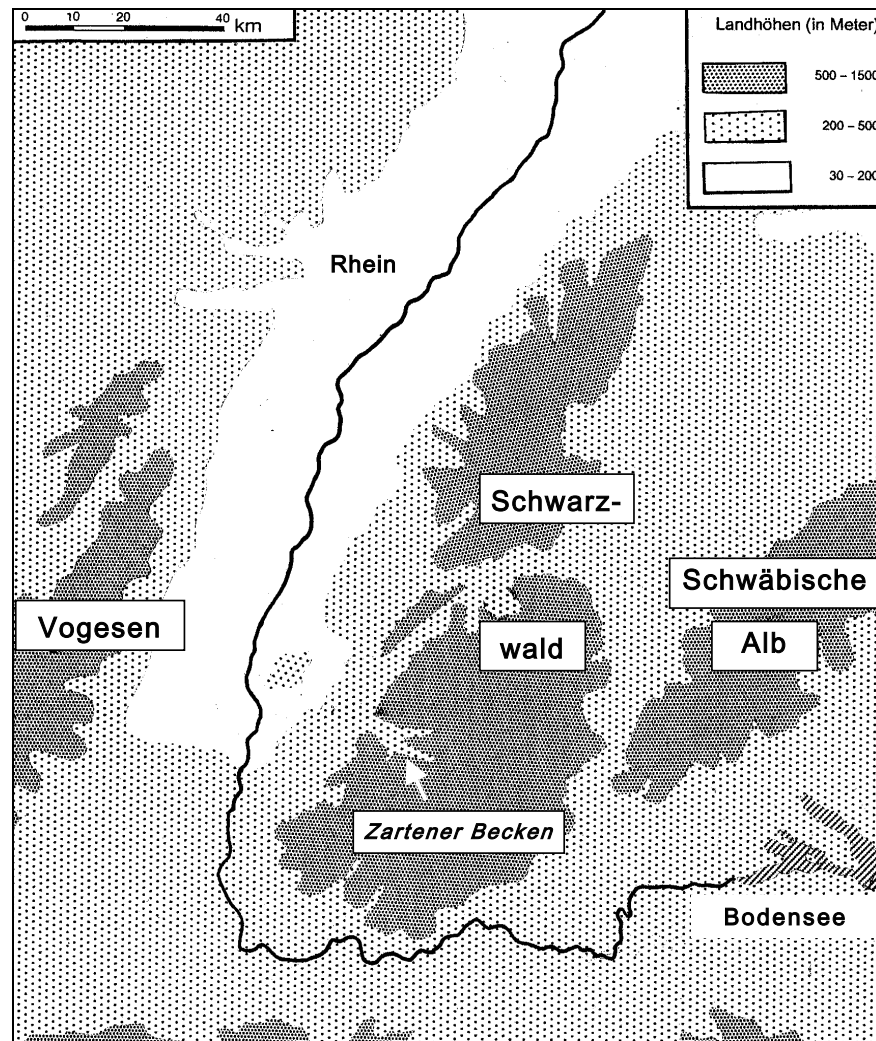 0 10 20 40 km
Landhöhen (in Meter)
500 – 1500
200 – 500
30 – 200
Rhein
Schwarz-
Schwäbische
Vogesen
wald
Alb
Zartener Becken
Bodensee